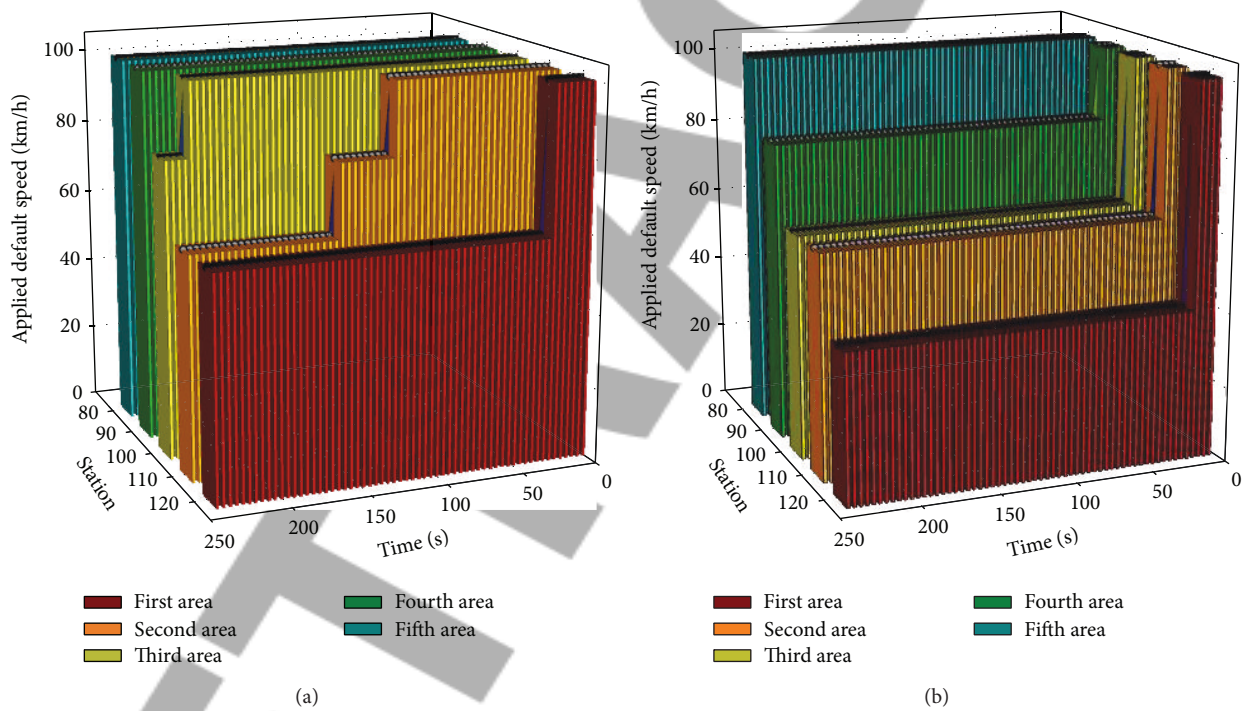 100
80
60
40
20
0
Applied default speed (km/h)
80
90
100
110
120
Station
250
200
150
100
50
0
Time (s)
First area
Second area
Third area
Fourth area
Fifth area
(a)
100
80
60
40
20
0
Applied default speed (km/h)
80
90
100
110
120
Station
250
200
150
100
50
0
Time (s)
First area
Second area
Third area
Fourth area
Fifth area
(b)